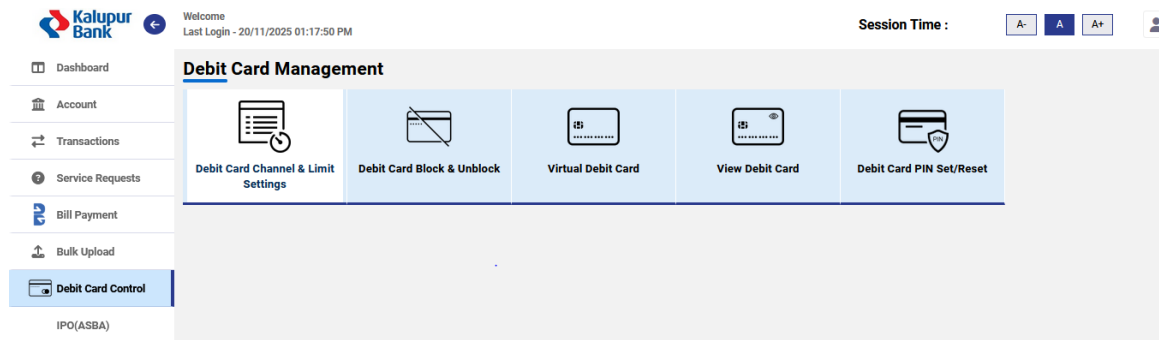 Kalupur
Bank
Welcome
Last Login - 20/11/2025 01:17:50 PM
Session Time :
A-
A
A+
Dashboard
Account
Transactions
Service Requests
Bill Payment
Bulk Upload
Debit Card Control
IPO(ASBA)
Debit Card Management
Debit Card Channel & Limit
Settings
Debit Card Block & Unblock
Virtual Debit Card
View Debit Card
PIN
Debit Card PIN Set/Reset